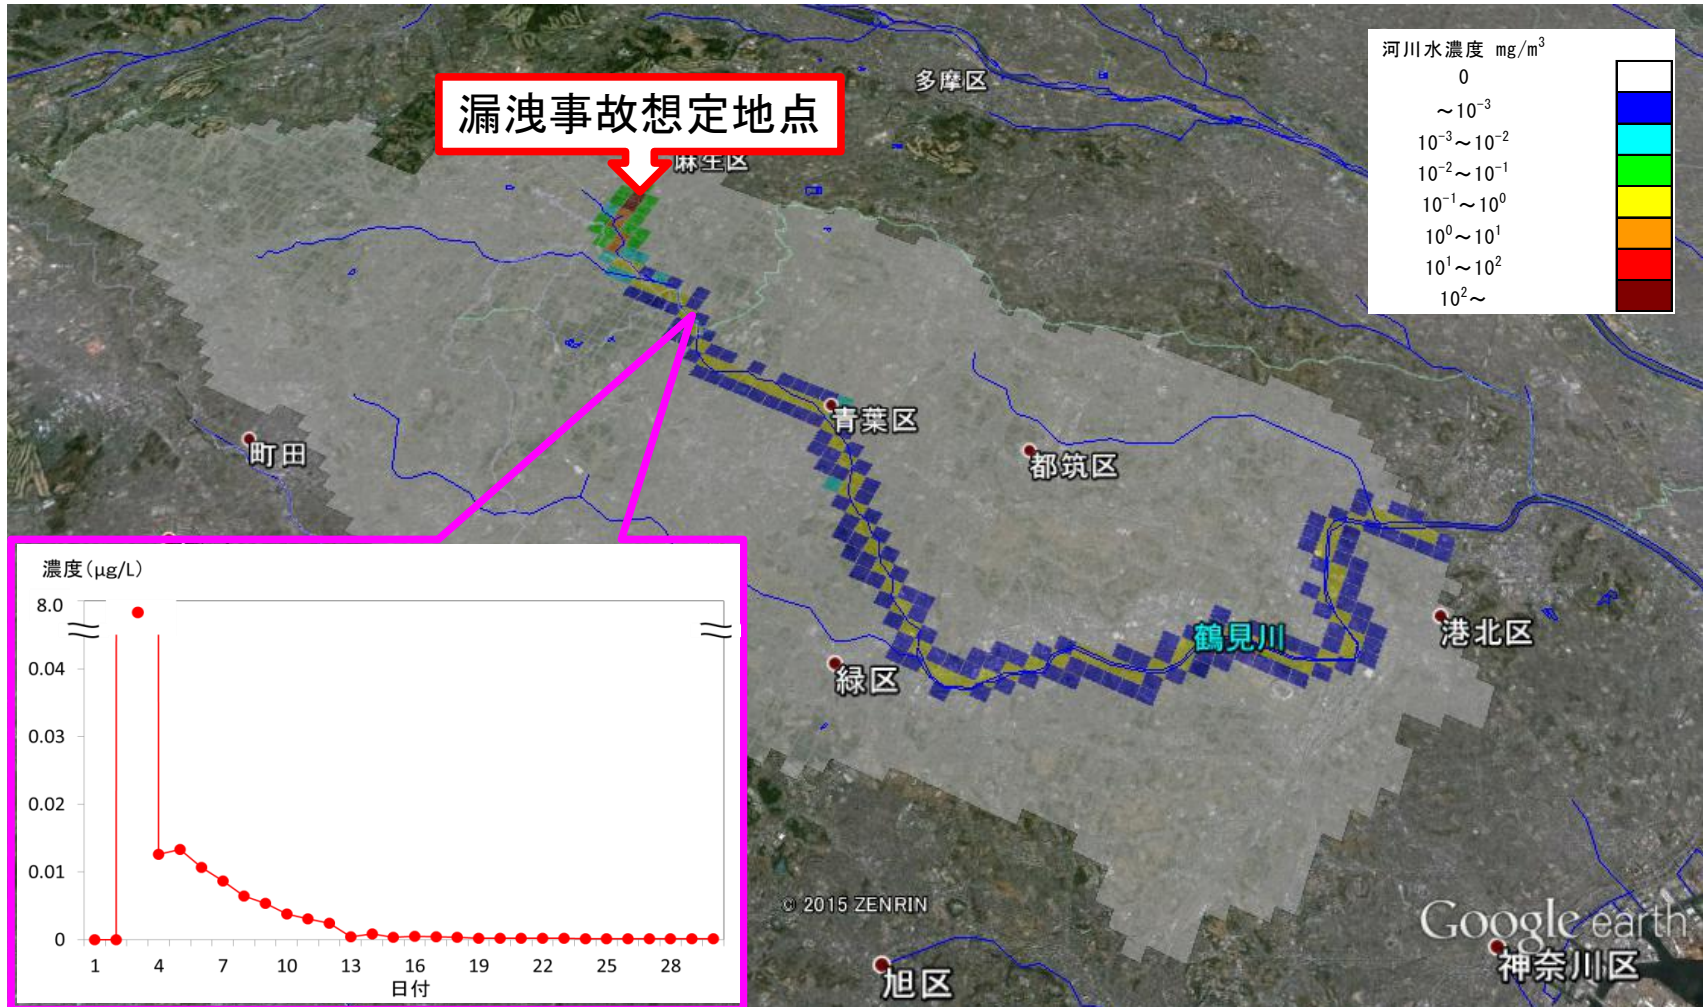 河川水濃度 mg/m³
0
～10⁻³
10⁻³～10⁻²
10⁻²～10⁻¹
10⁻¹～10⁰
10⁰～10¹
10¹～10²
10²～
多摩区
漏洩事故想定地点
麻生区
青葉区
町田
都筑区
鶴見川
港北区
緑区
濃度(μg/L)
8.0
0.04
0.03
0.02
0.01
0
1 4 7 10 13 16 19 22 25 28
日付
© 2015 ZENRIN
Google earth
神奈川区
旭区